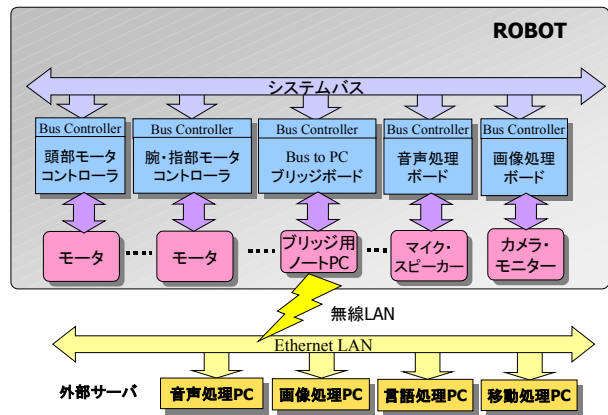 ROBOT
システムバス
Bus Controller
頭部モータ
コントローラ
Bus Controller
腕・指部モータ
コントローラ
Bus Controller
Bus to PC
ブリッジボード
Bus Controller
音声処理
ボード
Bus Controller
画像処理
ボード
モータ
モータ
ブリッジ用
ノートPC
マイク・
スピーカー
カメラ・
モニター
無線LAN
Ethernet LAN
外部サーバ
音声処理PC
画像処理PC
言語処理PC
移動処理PC